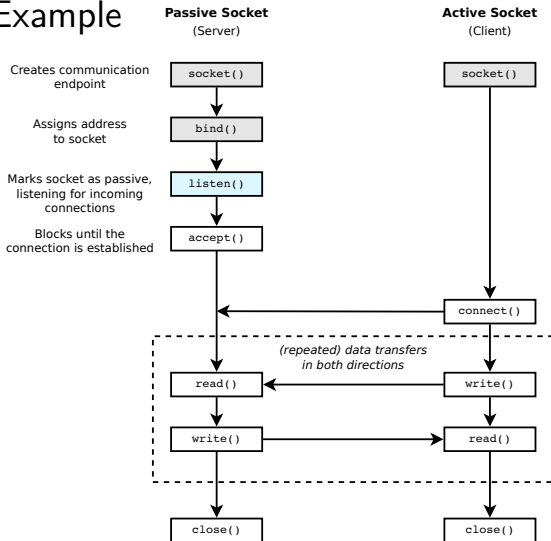 Example
Passive Socket
(Server)
Active Socket
(Client)
Creates communication
endpoint
socket()
socket()
Assigns address
to socket
bind()
Marks socket as passive,
listening for incoming
connections
listen()
Blocks until the
connection is established
accept()
connect()
(repeated) data transfers
in both directions
read()
write()
write()
read()
close()
close()